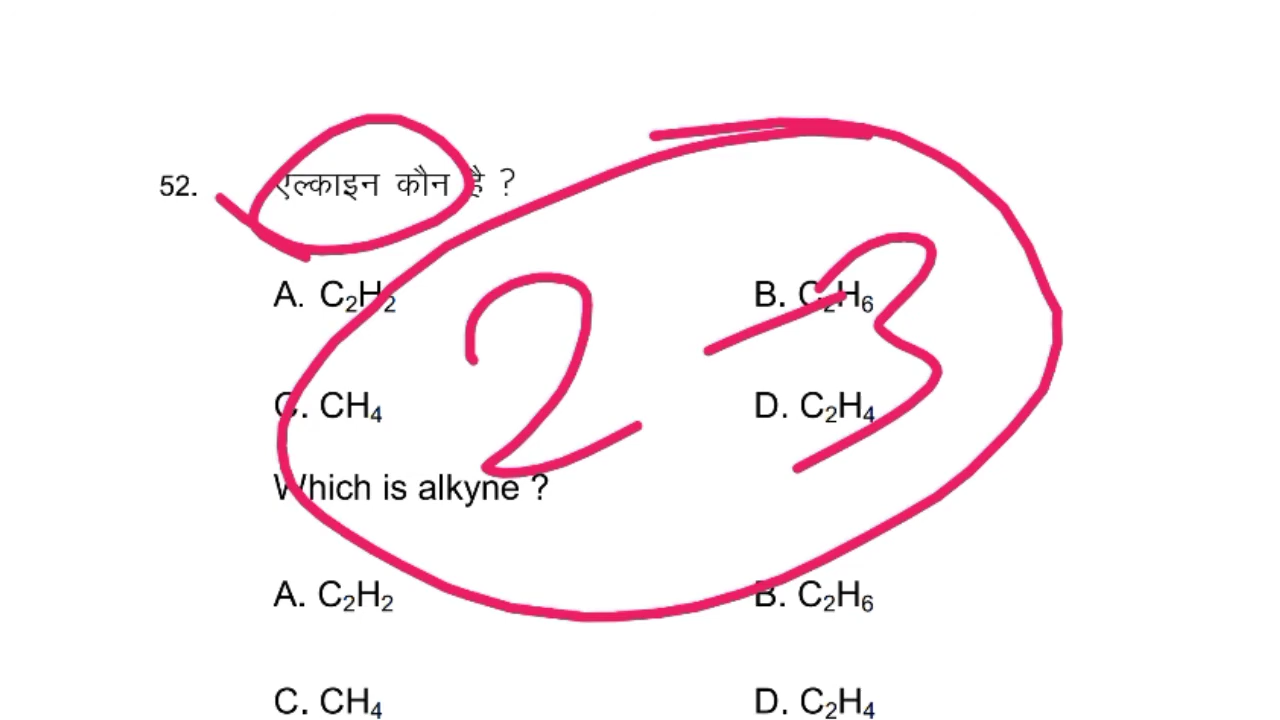 52. एल्काइन कौन है ?
A. C₂H₂ B. C₂H₆
C. CH₄ D. C₂H₄
2 – 3
Which is alkyne ?
A. C₂H₂ B. C₂H₆
C. CH₄ D. C₂H₄